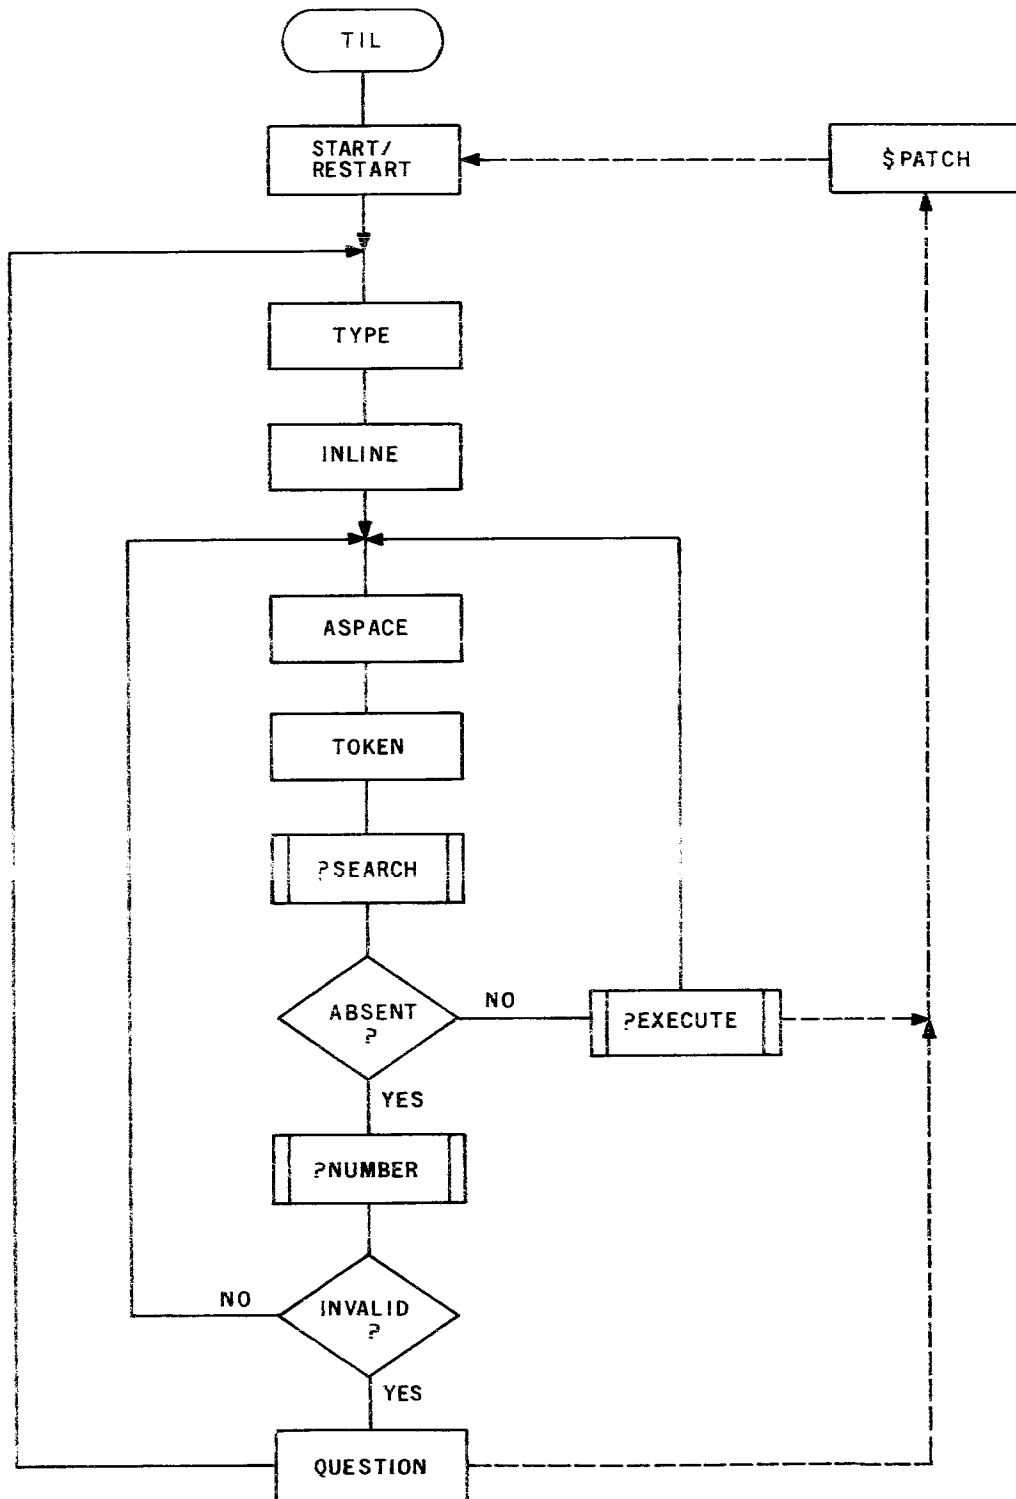 TIL
START/
RESTART
$PATCH
TYPE
INLINE
ASPACE
TOKEN
?SEARCH
ABSENT
?
NO
?EXECUTE
YES
?NUMBER
NO
INVALID
?
YES
QUESTION